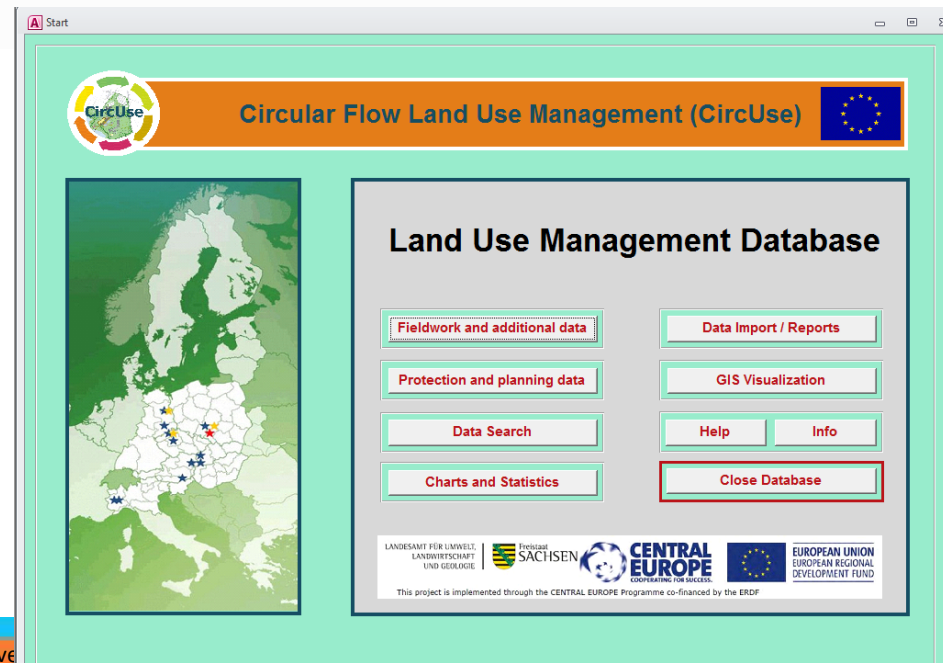 Start
CircUse
Circular Flow Land Use Management (CircUse)
Land Use Management Database
Fieldwork and additional data
Data Import / Reports
Protection and planning data
GIS Visualization
Data Search
Help
Info
Charts and Statistics
Close Database
LANDESAMT FÜR UMWELT,
LANDWIRTSCHAFT
UND GEOLOGIE
Freistaat
SACHSEN
CENTRAL
EUROPE
COOPERATING FOR SUCCESS.
EUROPEAN UNION
EUROPEAN REGIONAL
DEVELOPMENT FUND
This project is implemented through the CENTRAL EUROPE Programme co-financed by the ERDF